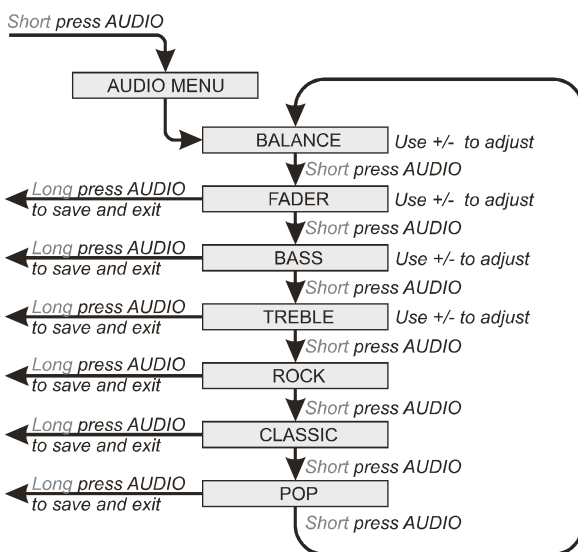 Short press AUDIO
AUDIO MENU
BALANCE Use +/- to adjust
Short press AUDIO
Long press AUDIO
to save and exit
FADER Use +/- to adjust
Short press AUDIO
Long press AUDIO
to save and exit
BASS Use +/- to adjust
Short press AUDIO
Long press AUDIO
to save and exit
TREBLE Use +/- to adjust
Short press AUDIO
Long press AUDIO
to save and exit
ROCK
Short press AUDIO
Long press AUDIO
to save and exit
CLASSIC
Short press AUDIO
Long press AUDIO
to save and exit
POP
Short press AUDIO